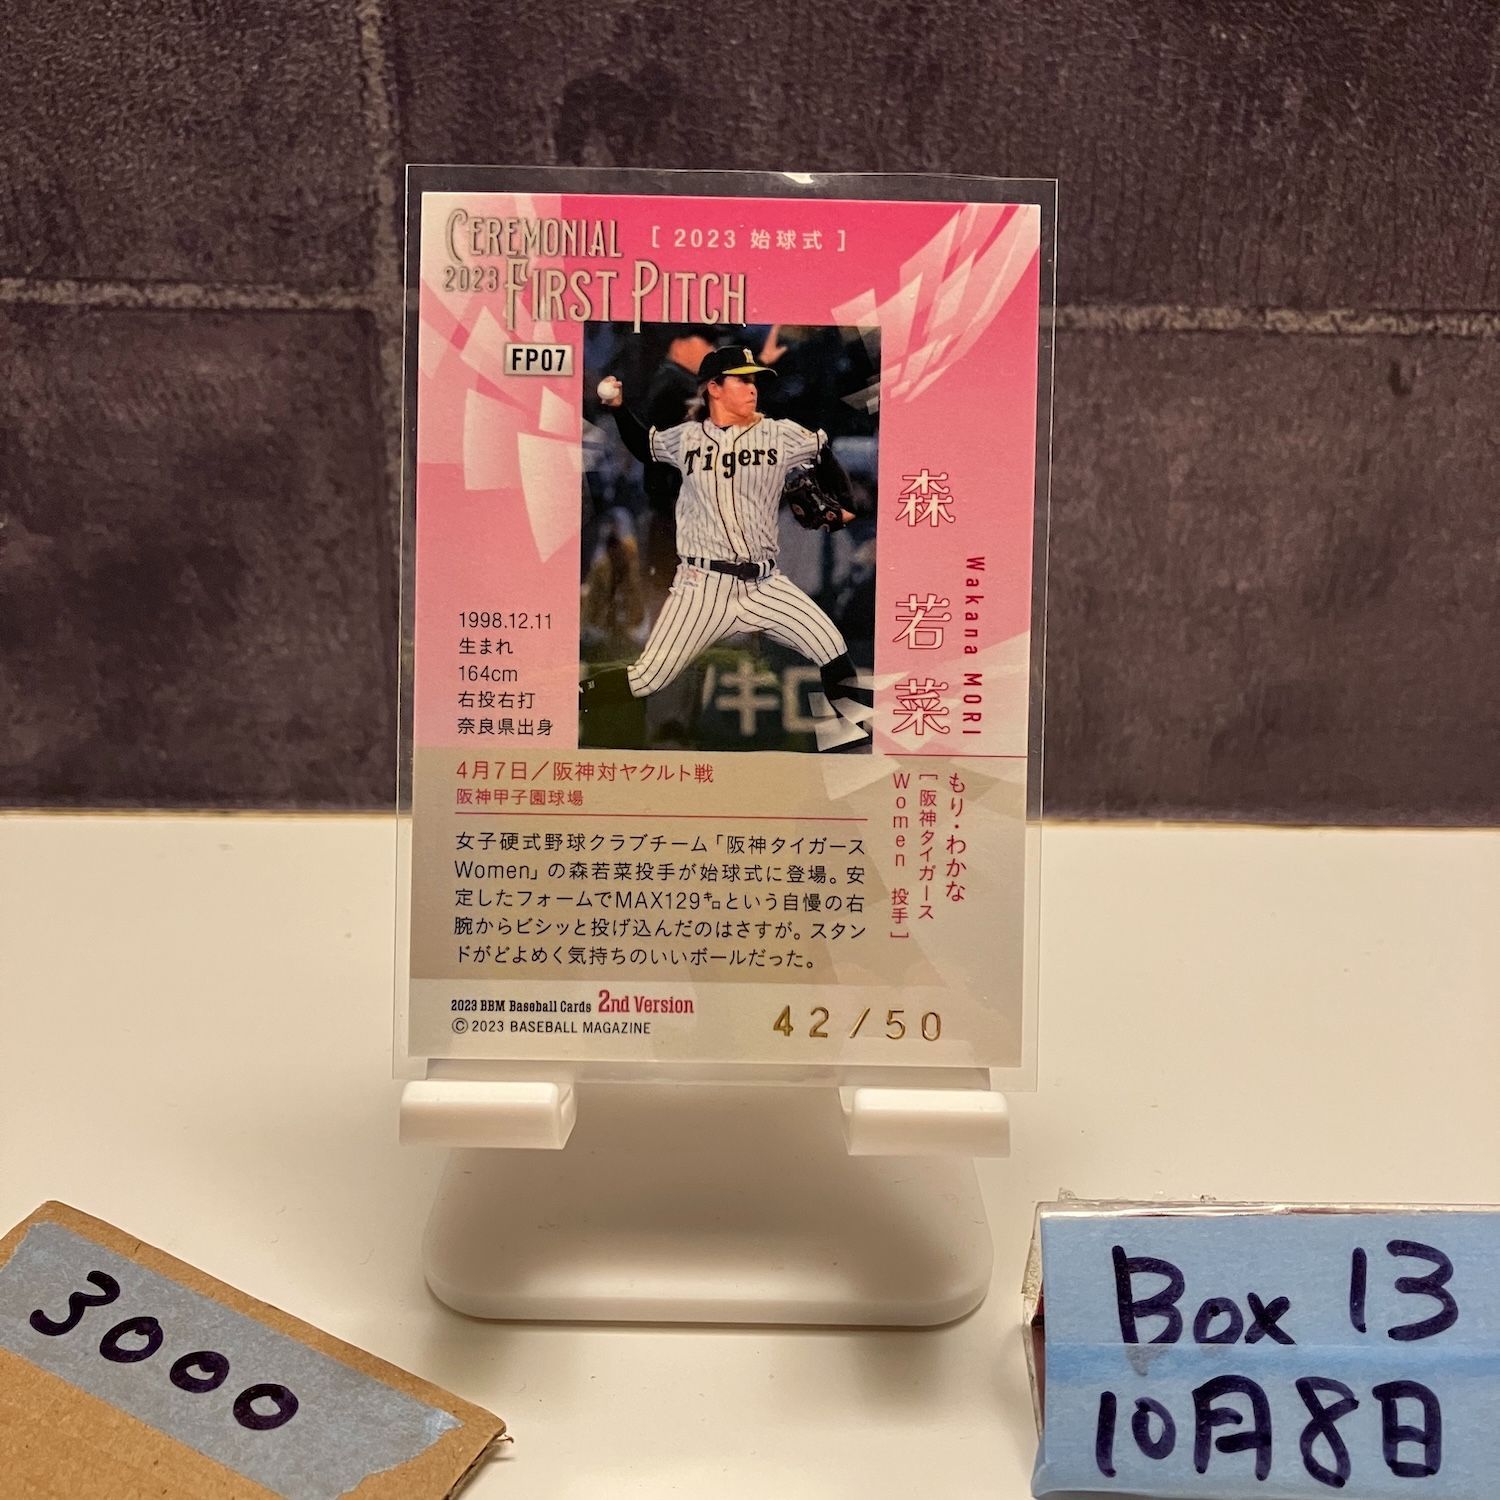 CEREMONIAL
2023 FIRST PITCH
[ 2023 始球式 ]
FP07
Tigers
キロ
森 若菜
Wakana MORI
もり・わかな
[阪神タイガース
Women 投手]
1998.12.11
生まれ
164cm
右投右打
奈良県出身
4月7日／阪神対ヤクルト戦
阪神甲子園球場
女子硬式野球クラブチーム「阪神タイガース
Women」の森若菜投手が始球式に登場。安
定したフォームでMAX129㌔という自慢の右
腕からビシッと投げ込んだのはさすが。スタン
ドがどよめく気持ちのいいボールだった。
2023 BBM Baseball Cards 2nd Version
©2023 BASEBALL MAGAZINE
42/50
3000
Box 13
10月8日